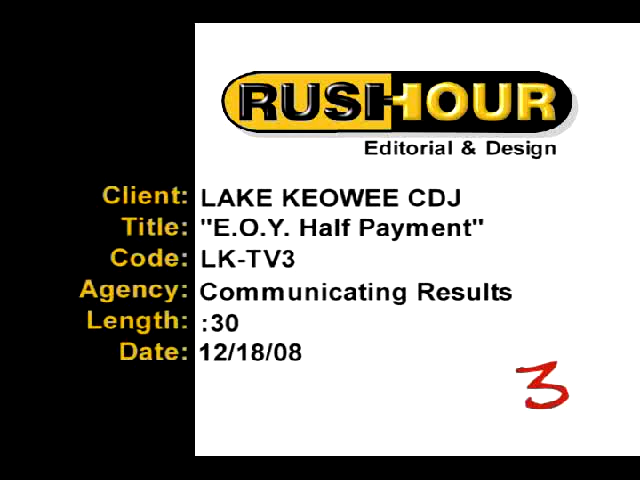 RUSHHOUR
Editorial & Design
Client: LAKE KEOWEE CDJ
Title: "E.O.Y. Half Payment"
Code: LK-TV3
Agency: Communicating Results
Length: :30
Date: 12/18/08
3